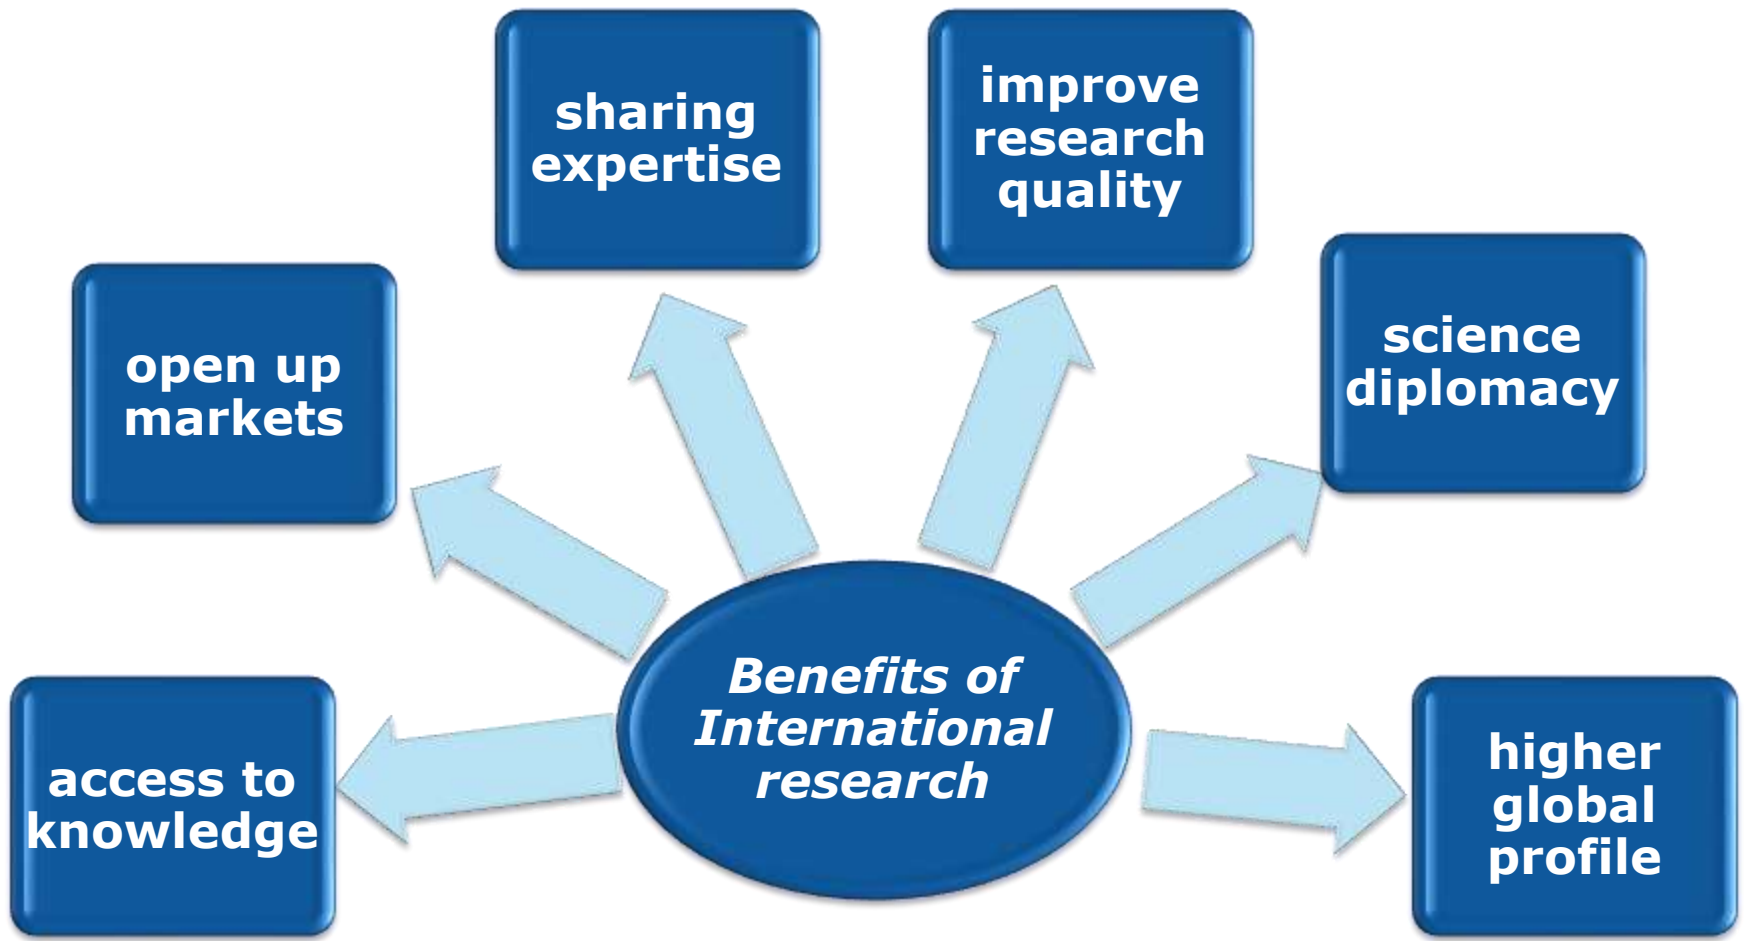 sharing
expertise
improve
research
quality
open up
markets
science
diplomacy
Benefits of
International
research
access to
knowledge
higher
global
profile